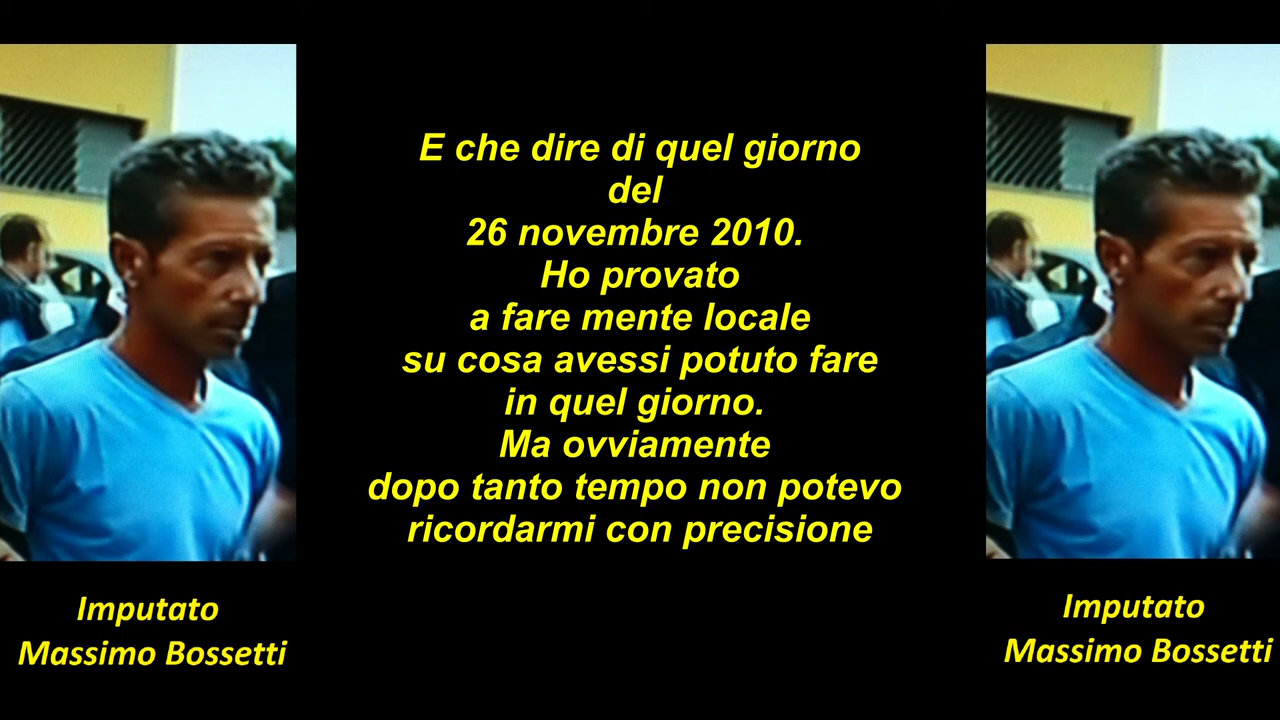 E che dire di quel giorno
del
26 novembre 2010.
Ho provato
a fare mente locale
su cosa avessi potuto fare
in quel giorno.
Ma ovviamente
dopo tanto tempo non potevo
ricordarmi con precisione
Imputato
Massimo Bossetti
Imputato
Massimo Bossetti